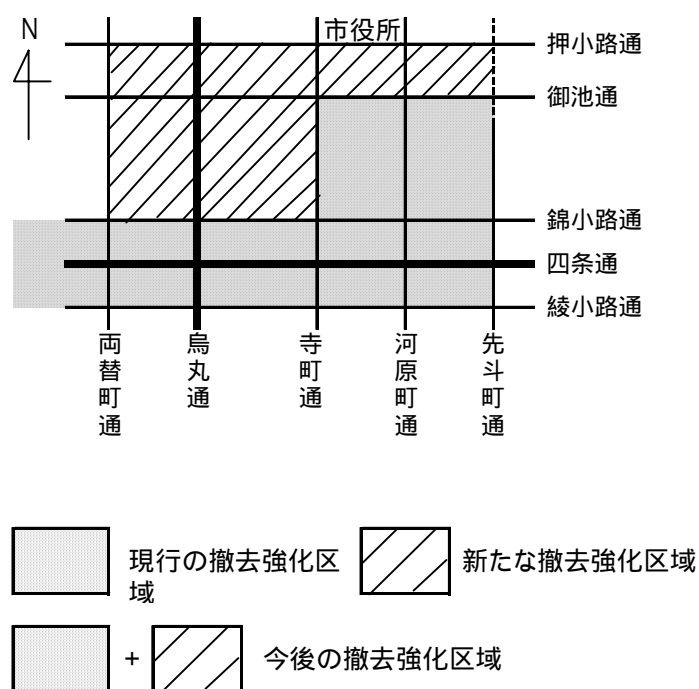 N
市役所
押小路通
御池通
錦小路通
四条通
綾小路通
両替町通
烏丸通
寺町通
河原町通
先斗町通
現行の撤去強化区
域
新たな撤去強化区域
+
今後の撤去強化区域